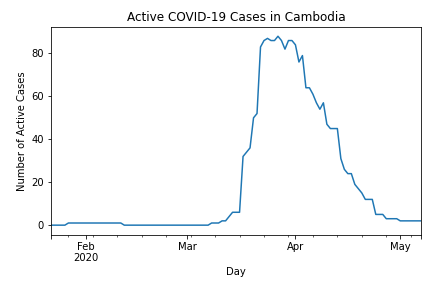 Active COVID-19 Cases in Cambodia
Number of Active Cases
80
60
40
20
0
Feb
2020
Mar
Apr
May
Day